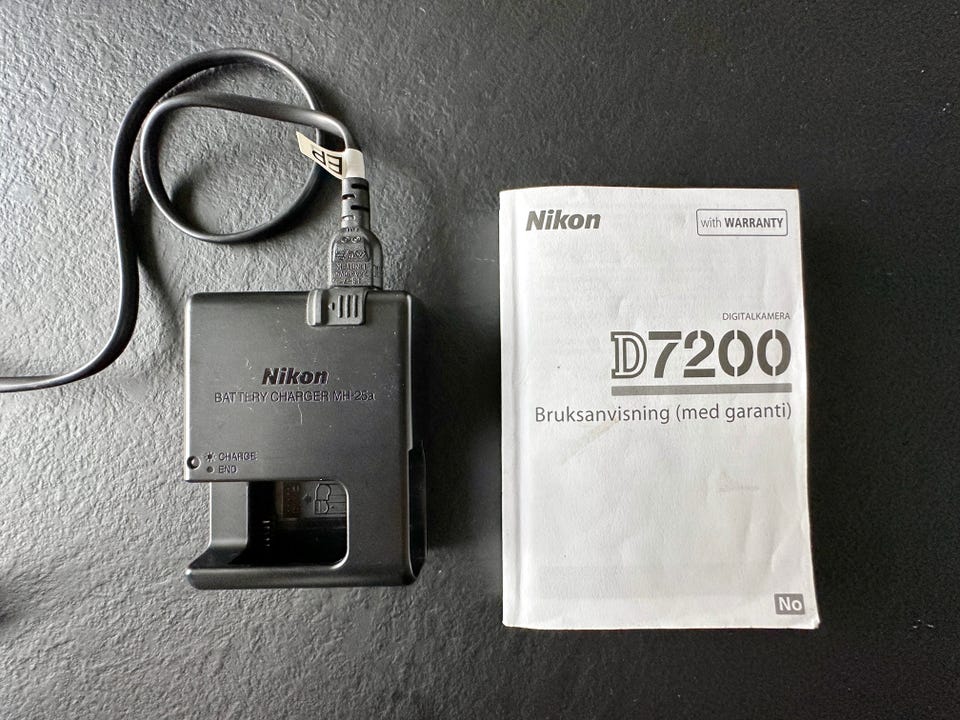 Nikon
BATTERY CHARGER MH-25a
CHARGE
END
Nikon
with WARRANTY
DIGITALKAMERA
D7200
Bruksanvisning (med garanti)
No